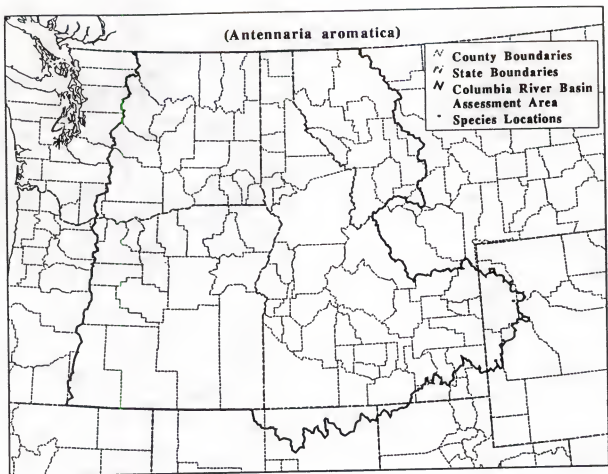 (Antennaria aromatica)
County Boundaries
State Boundaries
Columbia River Basin
Assessment Area
Species Locations